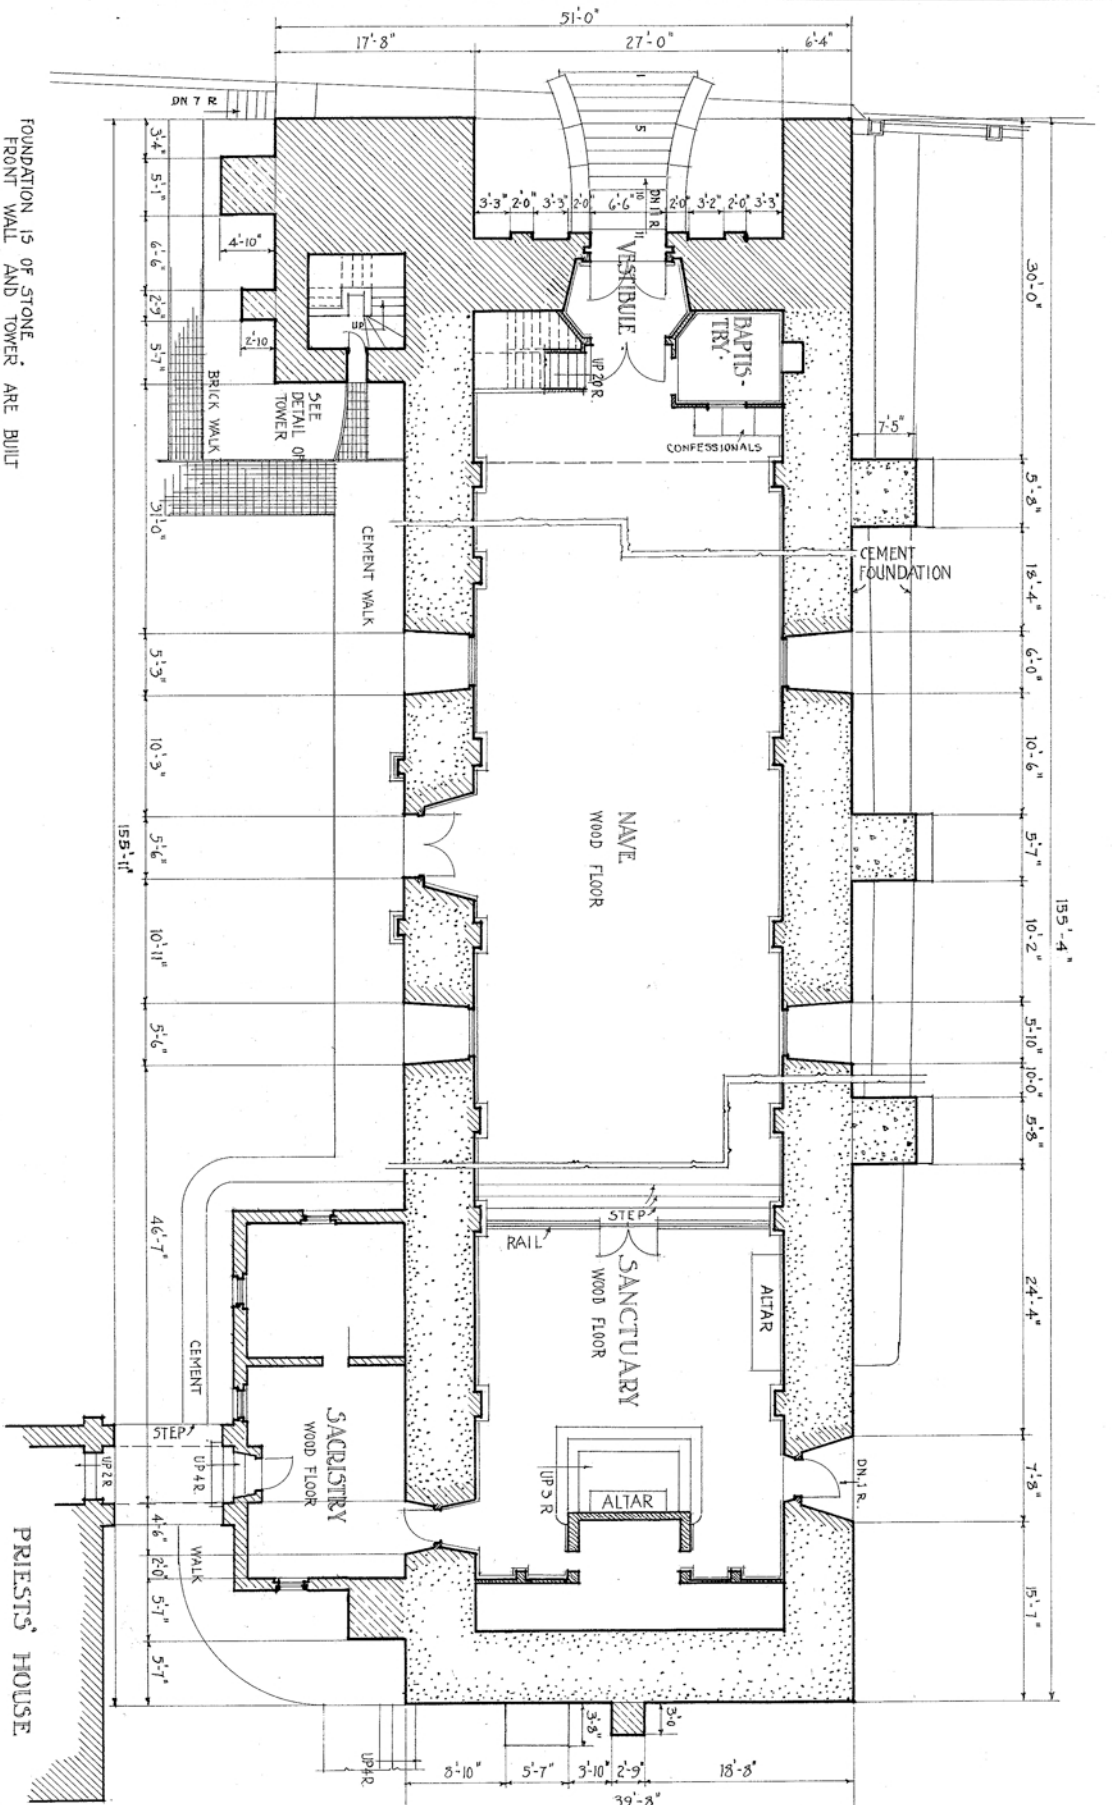 51'-0"
17'-8"
27'-0"
6'-4"
DN 7 R
1
5
10
11
DN 11 R
3'-3"
2'-0"
3'-3"
2'-0"
6'-6"
2'-0"
3'-2"
2'-0"
3'-3"
3'-4"
5'-1"
6'-6"
2'-9"
5'-7"
4'-10"
2'-10
UP
VESTIBULE
BAPTIS-
TRY
UP 20 R
CONFESSIONALS
SEE
DETAIL OF
TOWER
BRICK WALK
FOUNDATION IS OF STONE
FRONT WALL AND TOWER ARE BUILT
30'-0"
7'-5"
5'-8"
18'-4"
6'-0"
10'-6"
5'-7"
10'-2"
5'-10"
10'-0"
5'-8"
24'-4"
7'-8"
15'-7"
155'-4"
CEMENT
FOUNDATION
31'-0"
CEMENT WALK
5'-3"
10'-3"
5'-6"
10'-11"
5'-6"
46'-7"
4'-6"
2'-0"
5'-7"
5'-7"
155'-11"
NAVE
WOOD FLOOR
STEP
RAIL
SANCTUARY
WOOD FLOOR
ALTAR
UP 3 R
ALTAR
DN. 1 R.
SACRISTRY
WOOD FLOOR
CEMENT
STEP
UP 4 R
UP 2 R
WALK
PRIESTS' HOUSE
UP 4 R
3'-8"
3'-0"
8'-10"
5'-7"
3'-10"
2'-9"
18'-8"
39'-8"